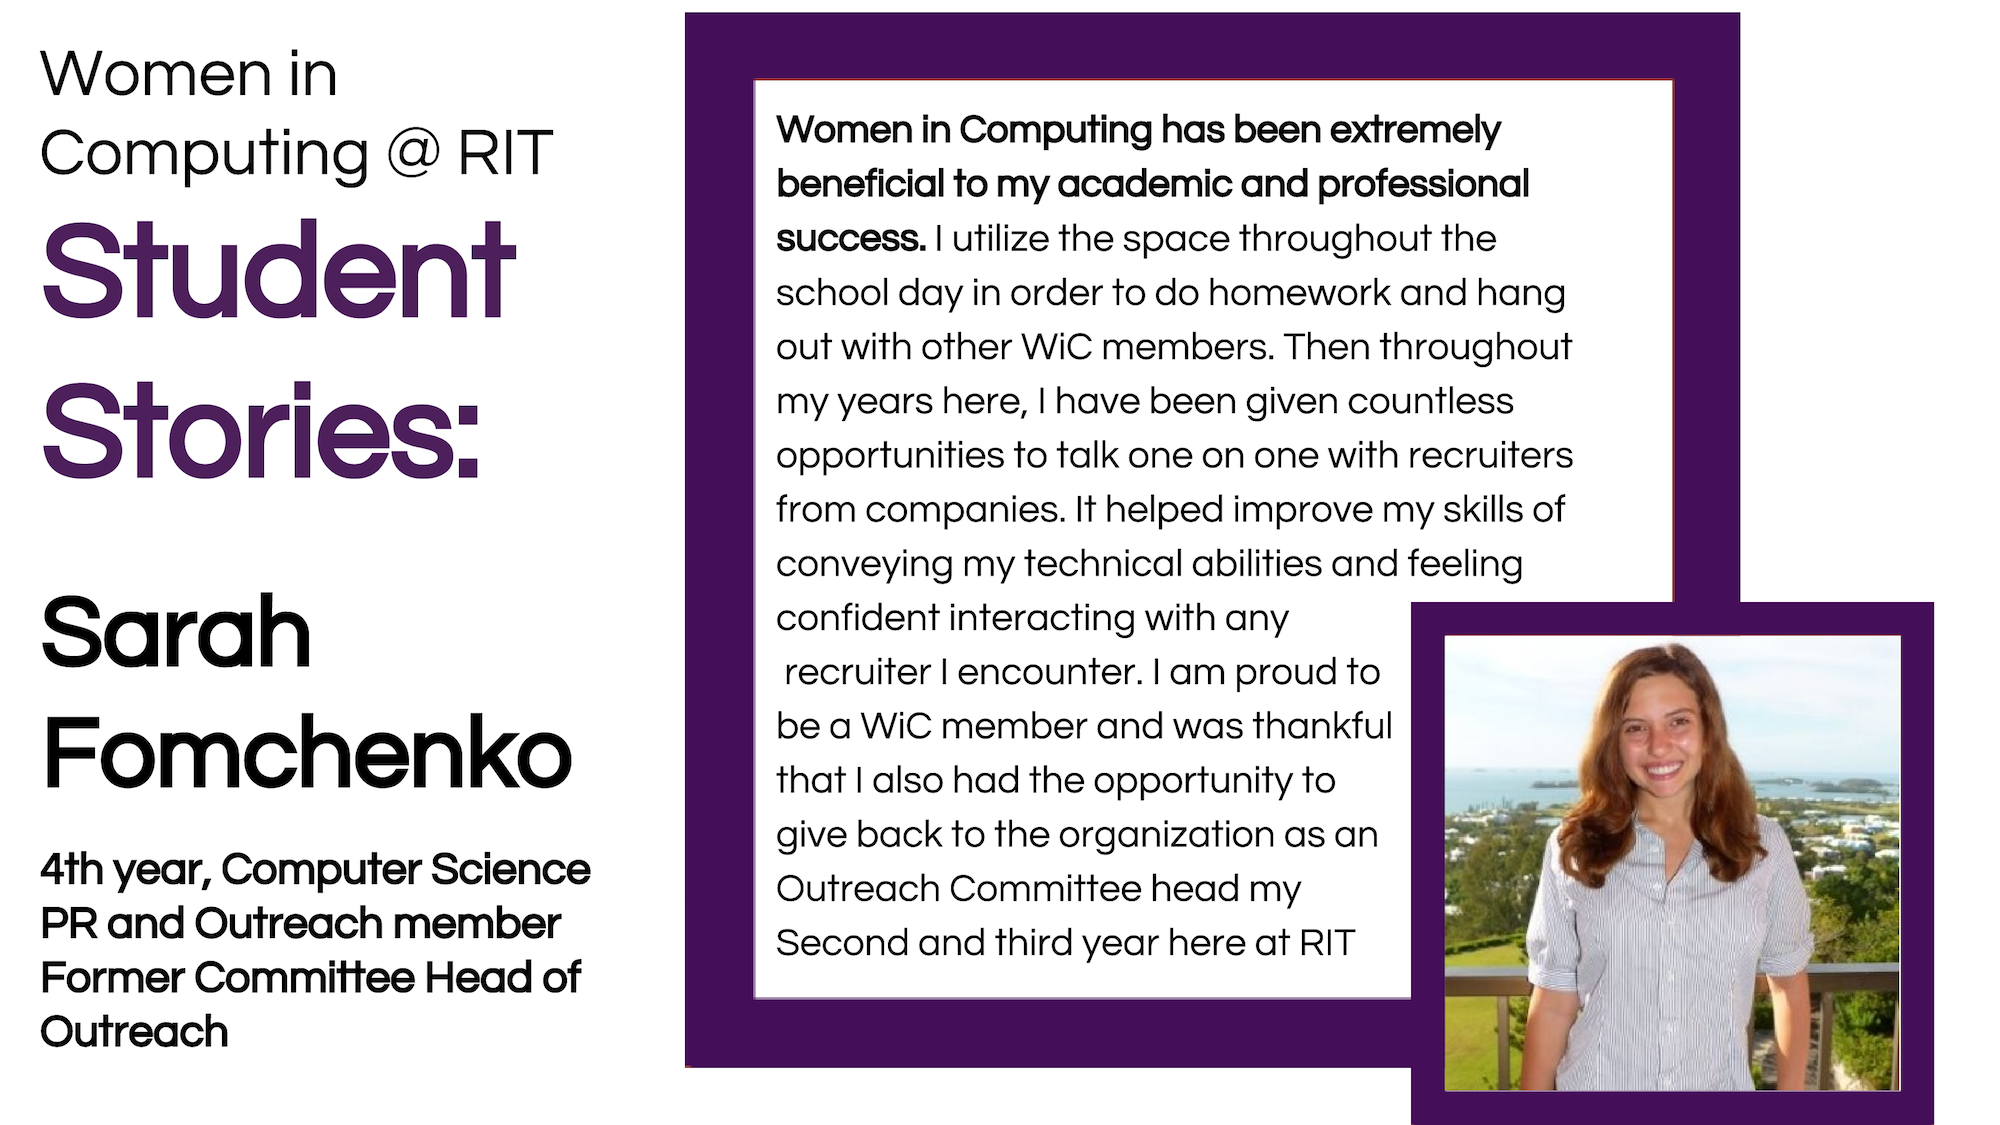 Women in
Computing @ RIT
Student
Stories:
Sarah
Fomchenko
4th year, Computer Science
PR and Outreach member
Former Committee Head of
Outreach
Women in Computing has been extremely
beneficial to my academic and professional
success. I utilize the space throughout the
school day in order to do homework and hang
out with other WiC members. Then throughout
my years here, I have been given countless
opportunities to talk one on one with recruiters
from companies. It helped improve my skills of
conveying my technical abilities and feeling
confident interacting with any
recruiter I encounter. I am proud to
be a WiC member and was thankful
that I also had the opportunity to
give back to the organization as an
Outreach Committee head my
Second and third year here at RIT